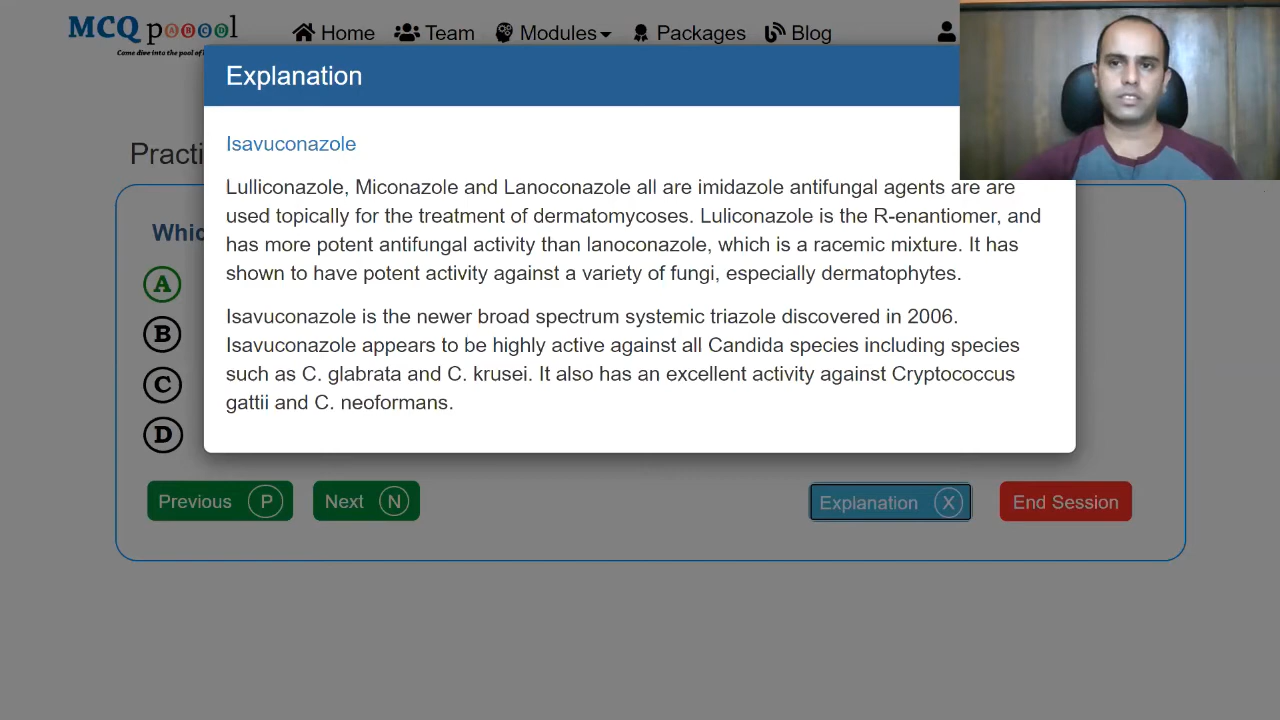 MCQ pooool
Home Team Modules Packages Blog
Explanation
Isavuconazole
Practi
Lulliconazole, Miconazole and Lanoconazole all are imidazole antifungal agents are are
used topically for the treatment of dermatomycoses. Luliconazole is the R-enantiomer, and
Whic
has more potent antifungal activity than lanoconazole, which is a racemic mixture. It has
shown to have potent activity against a variety of fungi, especially dermatophytes.
A
Isavuconazole is the newer broad spectrum systemic triazole discovered in 2006.
B
Isavuconazole appears to be highly active against all Candida species including species
such as C. glabrata and C. krusei. It also has an excellent activity against Cryptococcus
C
gattii and C. neoformans.
D
Previous P Next N Explanation X End Session